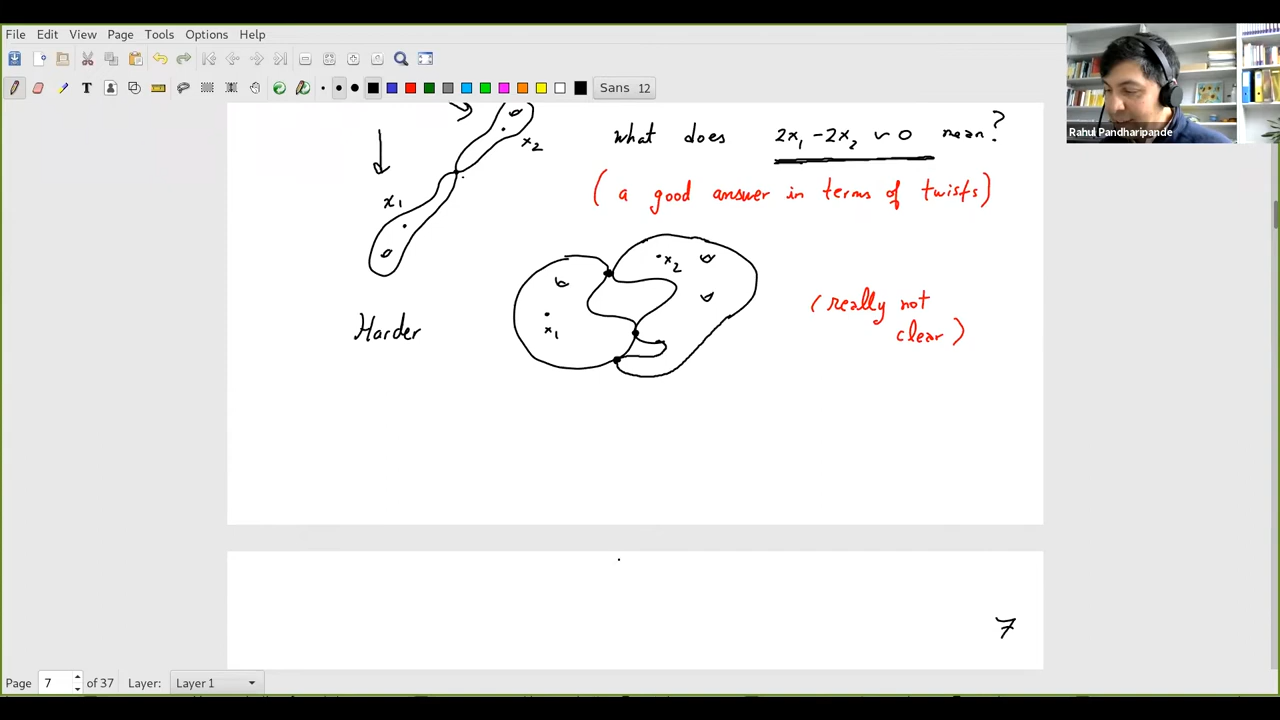 File Edit View Page Tools Options Help
Sans 12
Rahul Pandharipande
what does 2x₁ - 2x₂ ~ 0 mean?
x₂
(a good answer in terms of twists)
x₁
x₂
x₁
(really not
clear)
Harder
7
Page 7 of 37 Layer: Layer 1